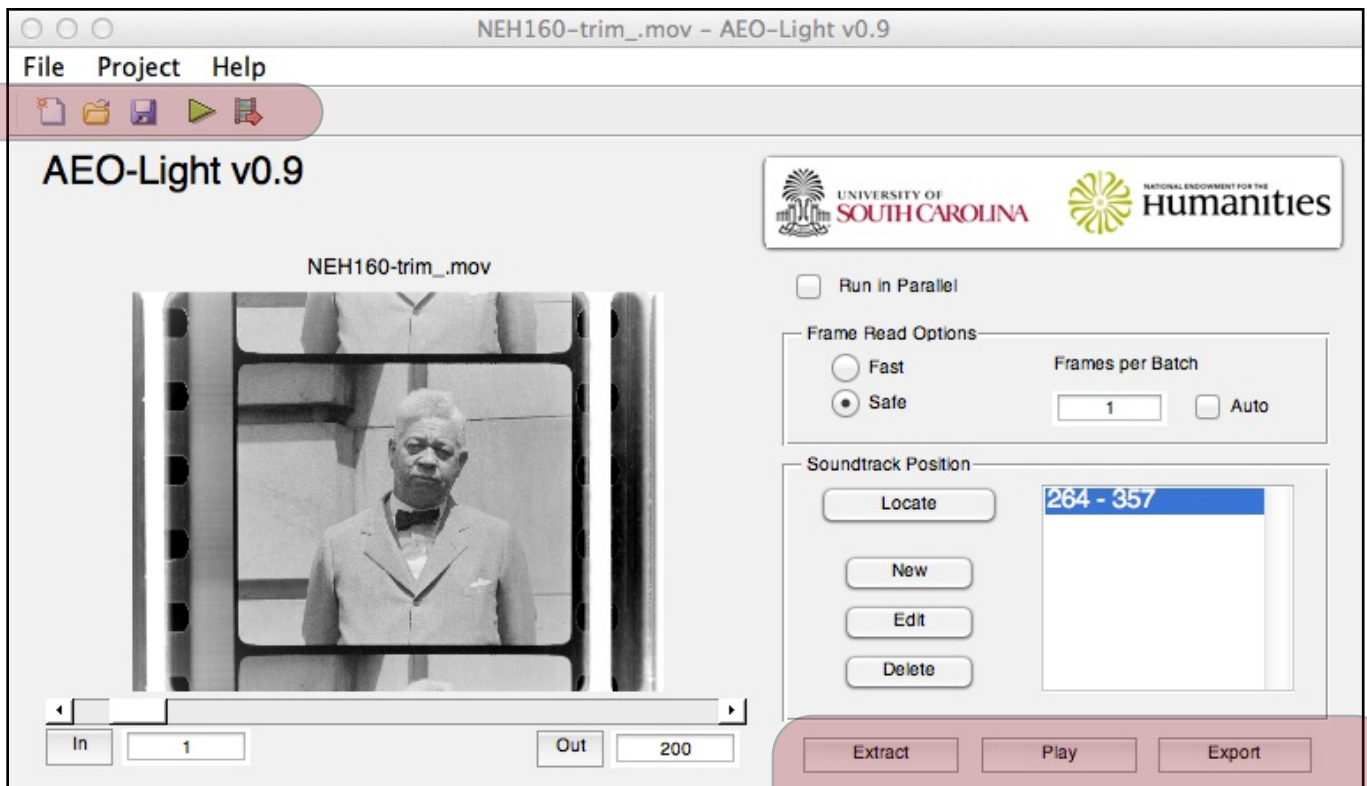 NEH160-trim_.mov - AEO-Light v0.9
File Project Help
AEO-Light v0.9
UNIVERSITY OF
SOUTH CAROLINA
NATIONAL ENDOWMENT FOR THE
Humanities
NEH160-trim_.mov
Run in Parallel
Frame Read Options
Fast
Frames per Batch
Safe
1
Auto
Soundtrack Position
Locate
264 - 357
New
Edit
Delete
In
1
Out
200
Extract
Play
Export